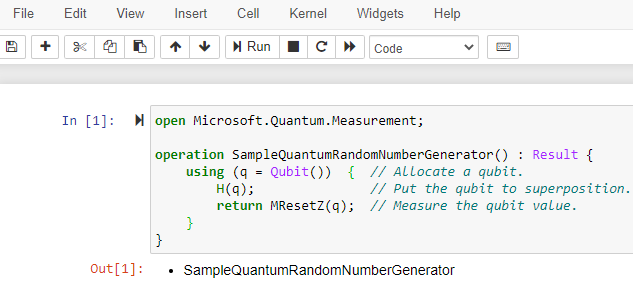 File Edit View Insert Cell Kernel Widgets Help
Run Code
In [1]: open Microsoft.Quantum.Measurement;
operation SampleQuantumRandomNumberGenerator() : Result {
using (q = Qubit()) { // Allocate a qubit.
H(q); // Put the qubit to superposition.
return MResetZ(q); // Measure the qubit value.
}
}
Out[1]: • SampleQuantumRandomNumberGenerator